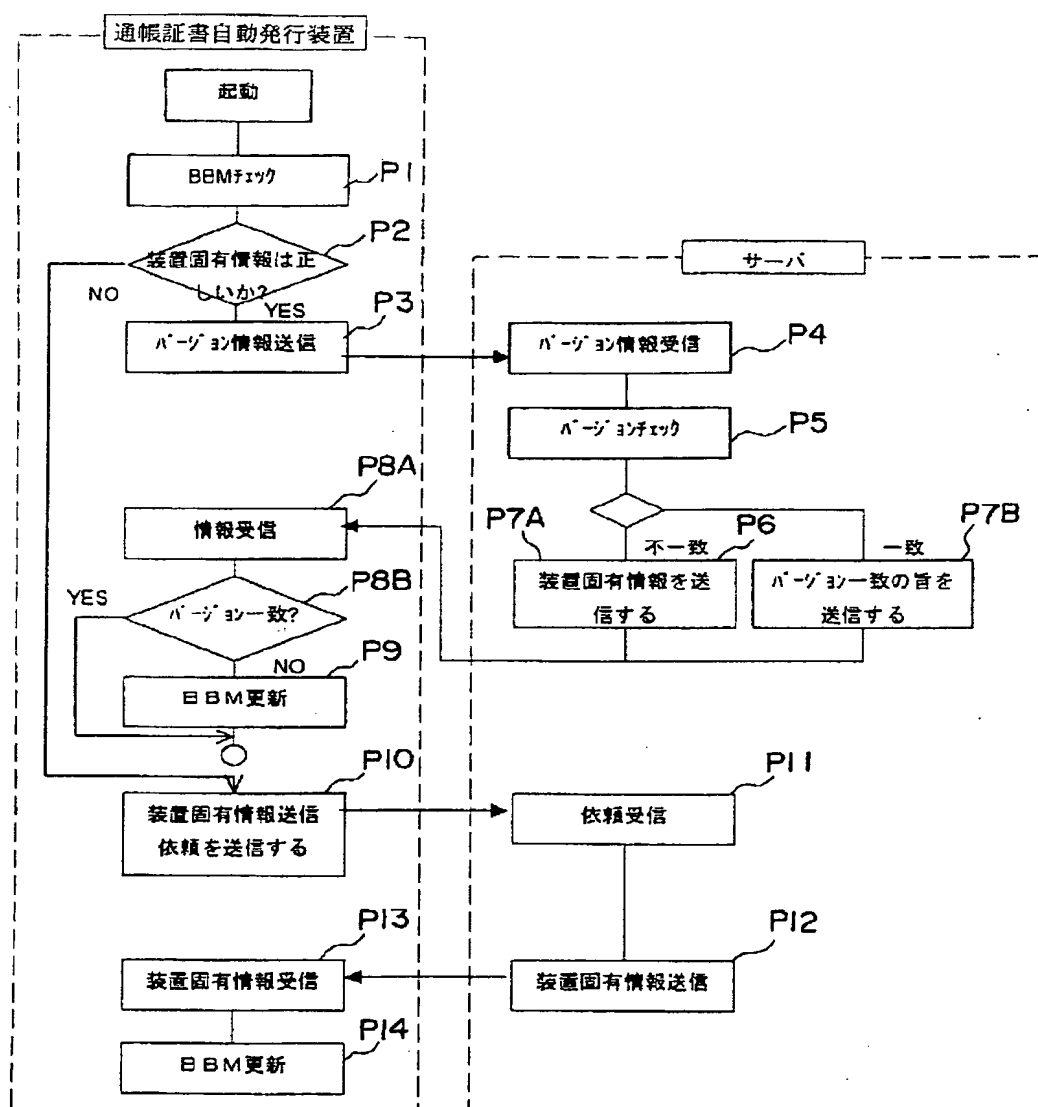 通帳証書自動発行装置
起動
BBMチェック
P1
装置固有情報は正
しいか?
P2
NO
YES
バージョン情報送信
P3
サーバ
バージョン情報受信
P4
バージョンチェック
P5
P8A
情報受信
P7A
不一致
P6
一致
P7B
装置固有情報を送
信する
バージョン一致の旨を
送信する
YES
バージョン一致?
P8B
NO
P9
BBM更新
P10
装置固有情報送信
依頼を送信する
P11
依頼受信
P13
装置固有情報受信
P12
装置固有情報送信
P14
BBM更新